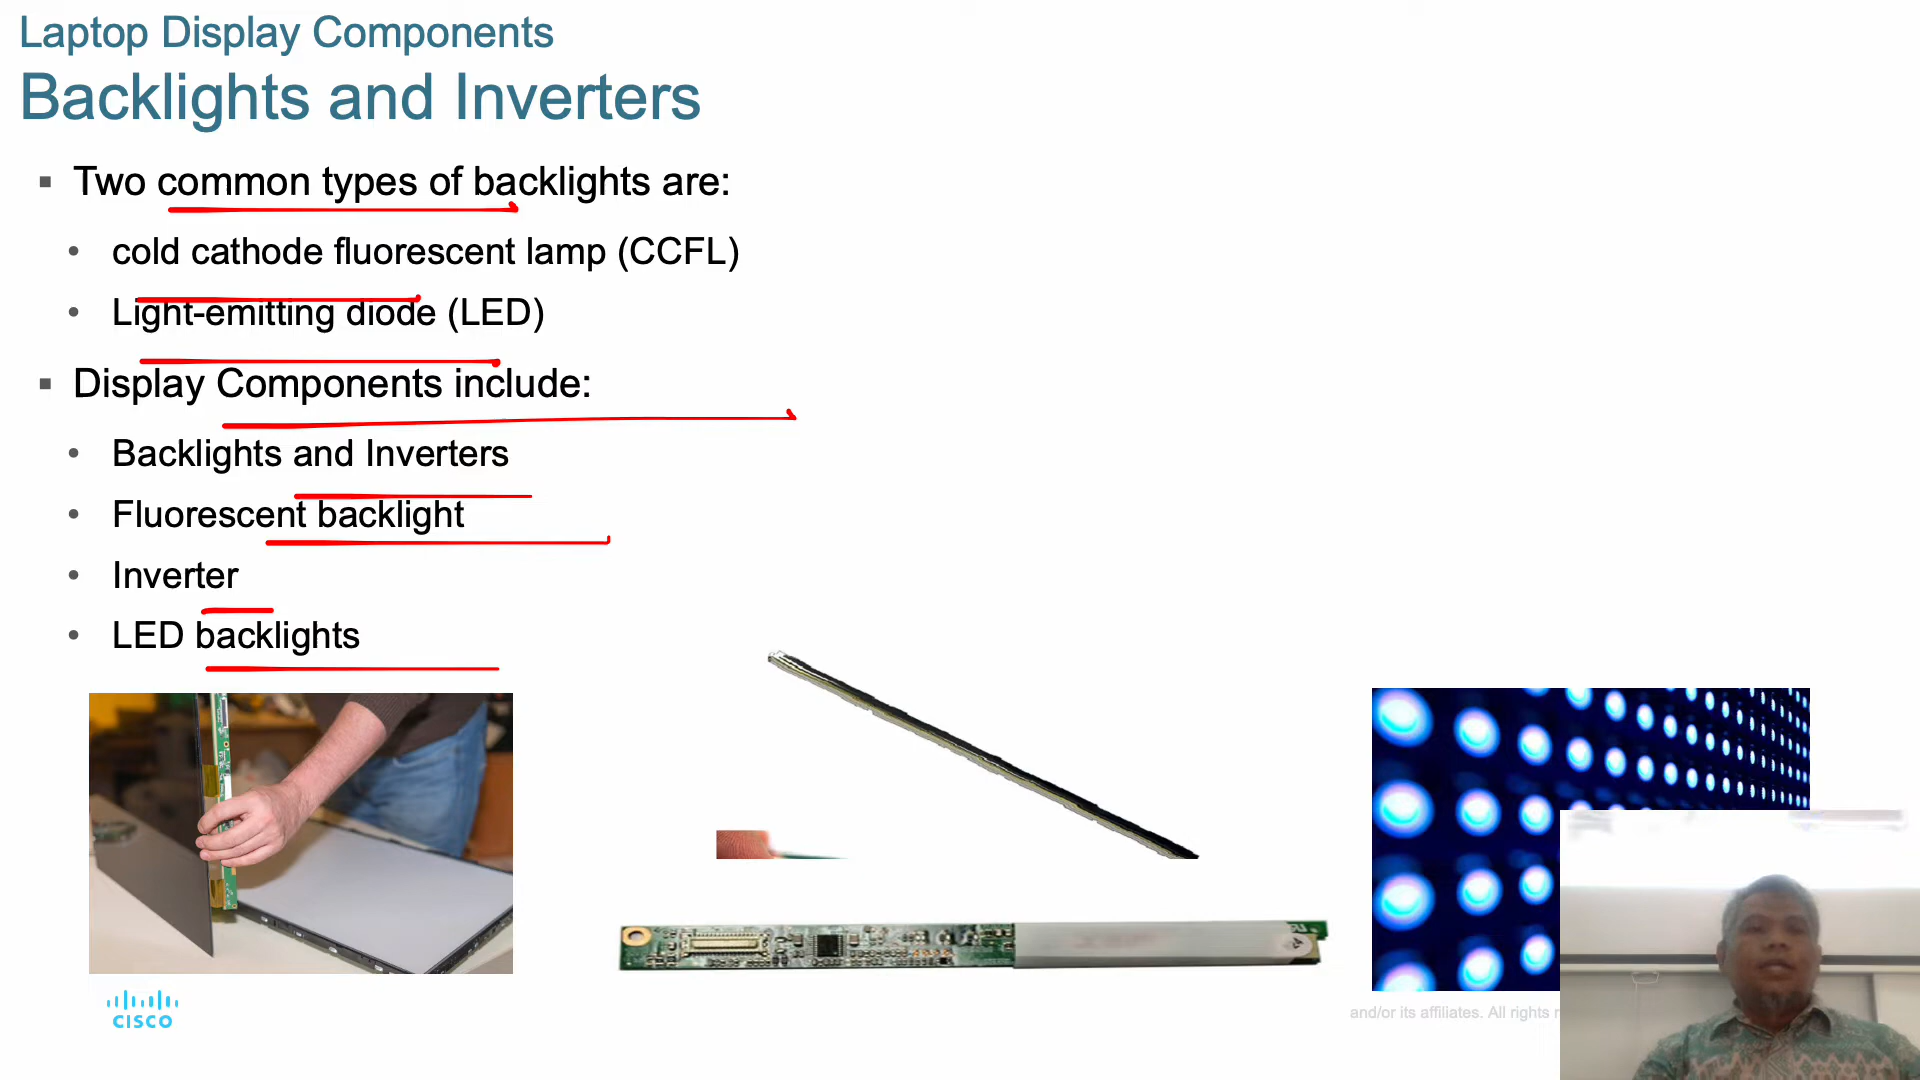 Laptop Display Components
Backlights and Inverters
Two common types of backlights are:
cold cathode fluorescent lamp (CCFL)
Light-emitting diode (LED)
Display Components include:
Backlights and Inverters
Fluorescent backlight
Inverter
LED backlights
CISCO
and/or its affiliates. All rights